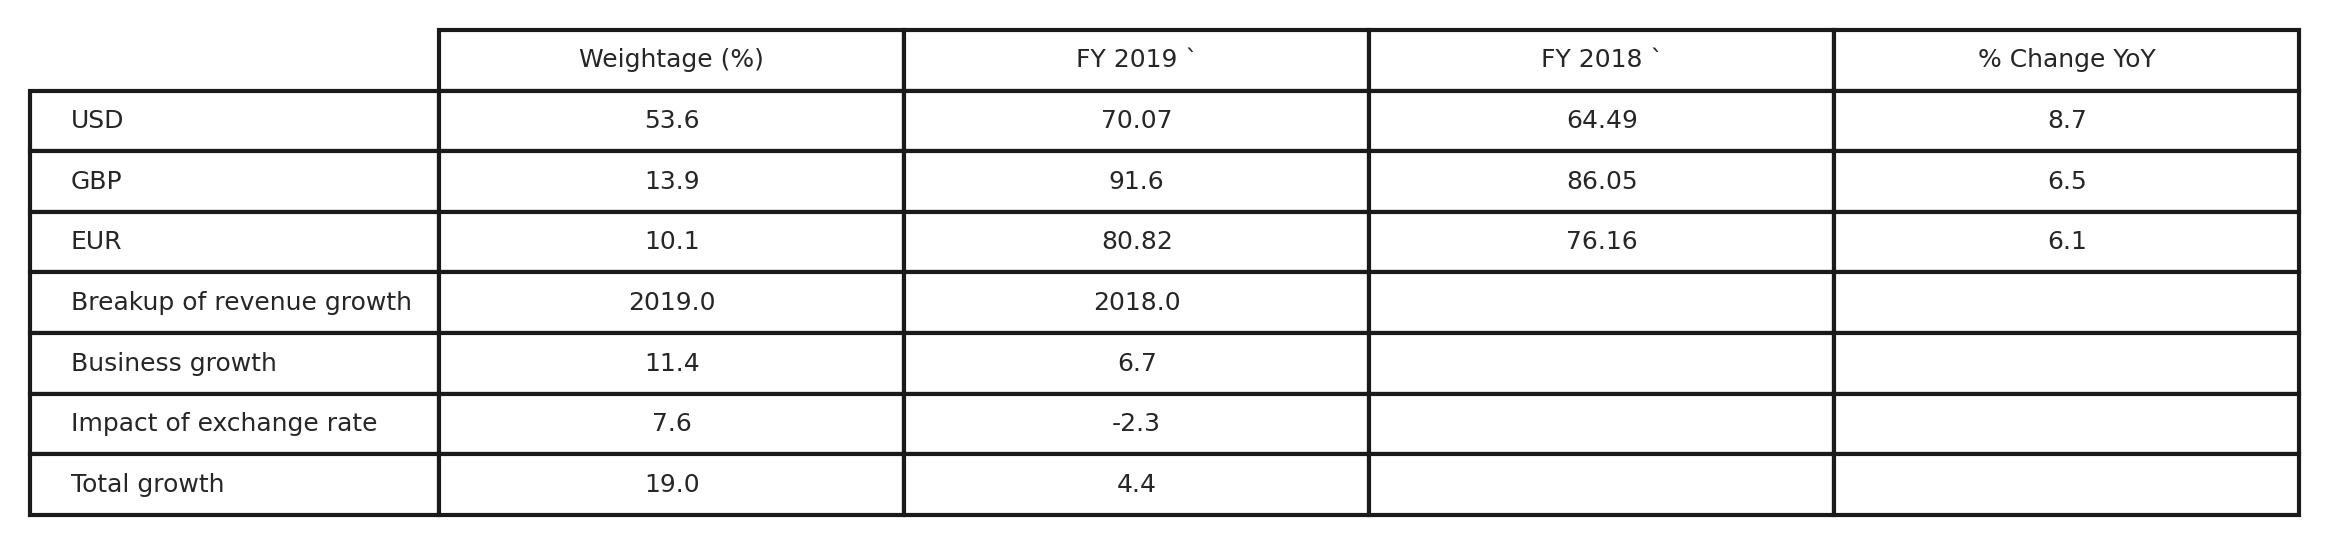 Weightage (%) FY 2019 ` FY 2018 ` % Change YoY
USD 53.6 70.07 64.49 8.7
GBP 13.9 91.6 86.05 6.5
EUR 10.1 80.82 76.16 6.1
Breakup of revenue growth 2019.0 2018.0
Business growth 11.4 6.7
Impact of exchange rate 7.6 -2.3
Total growth 19.0 4.4